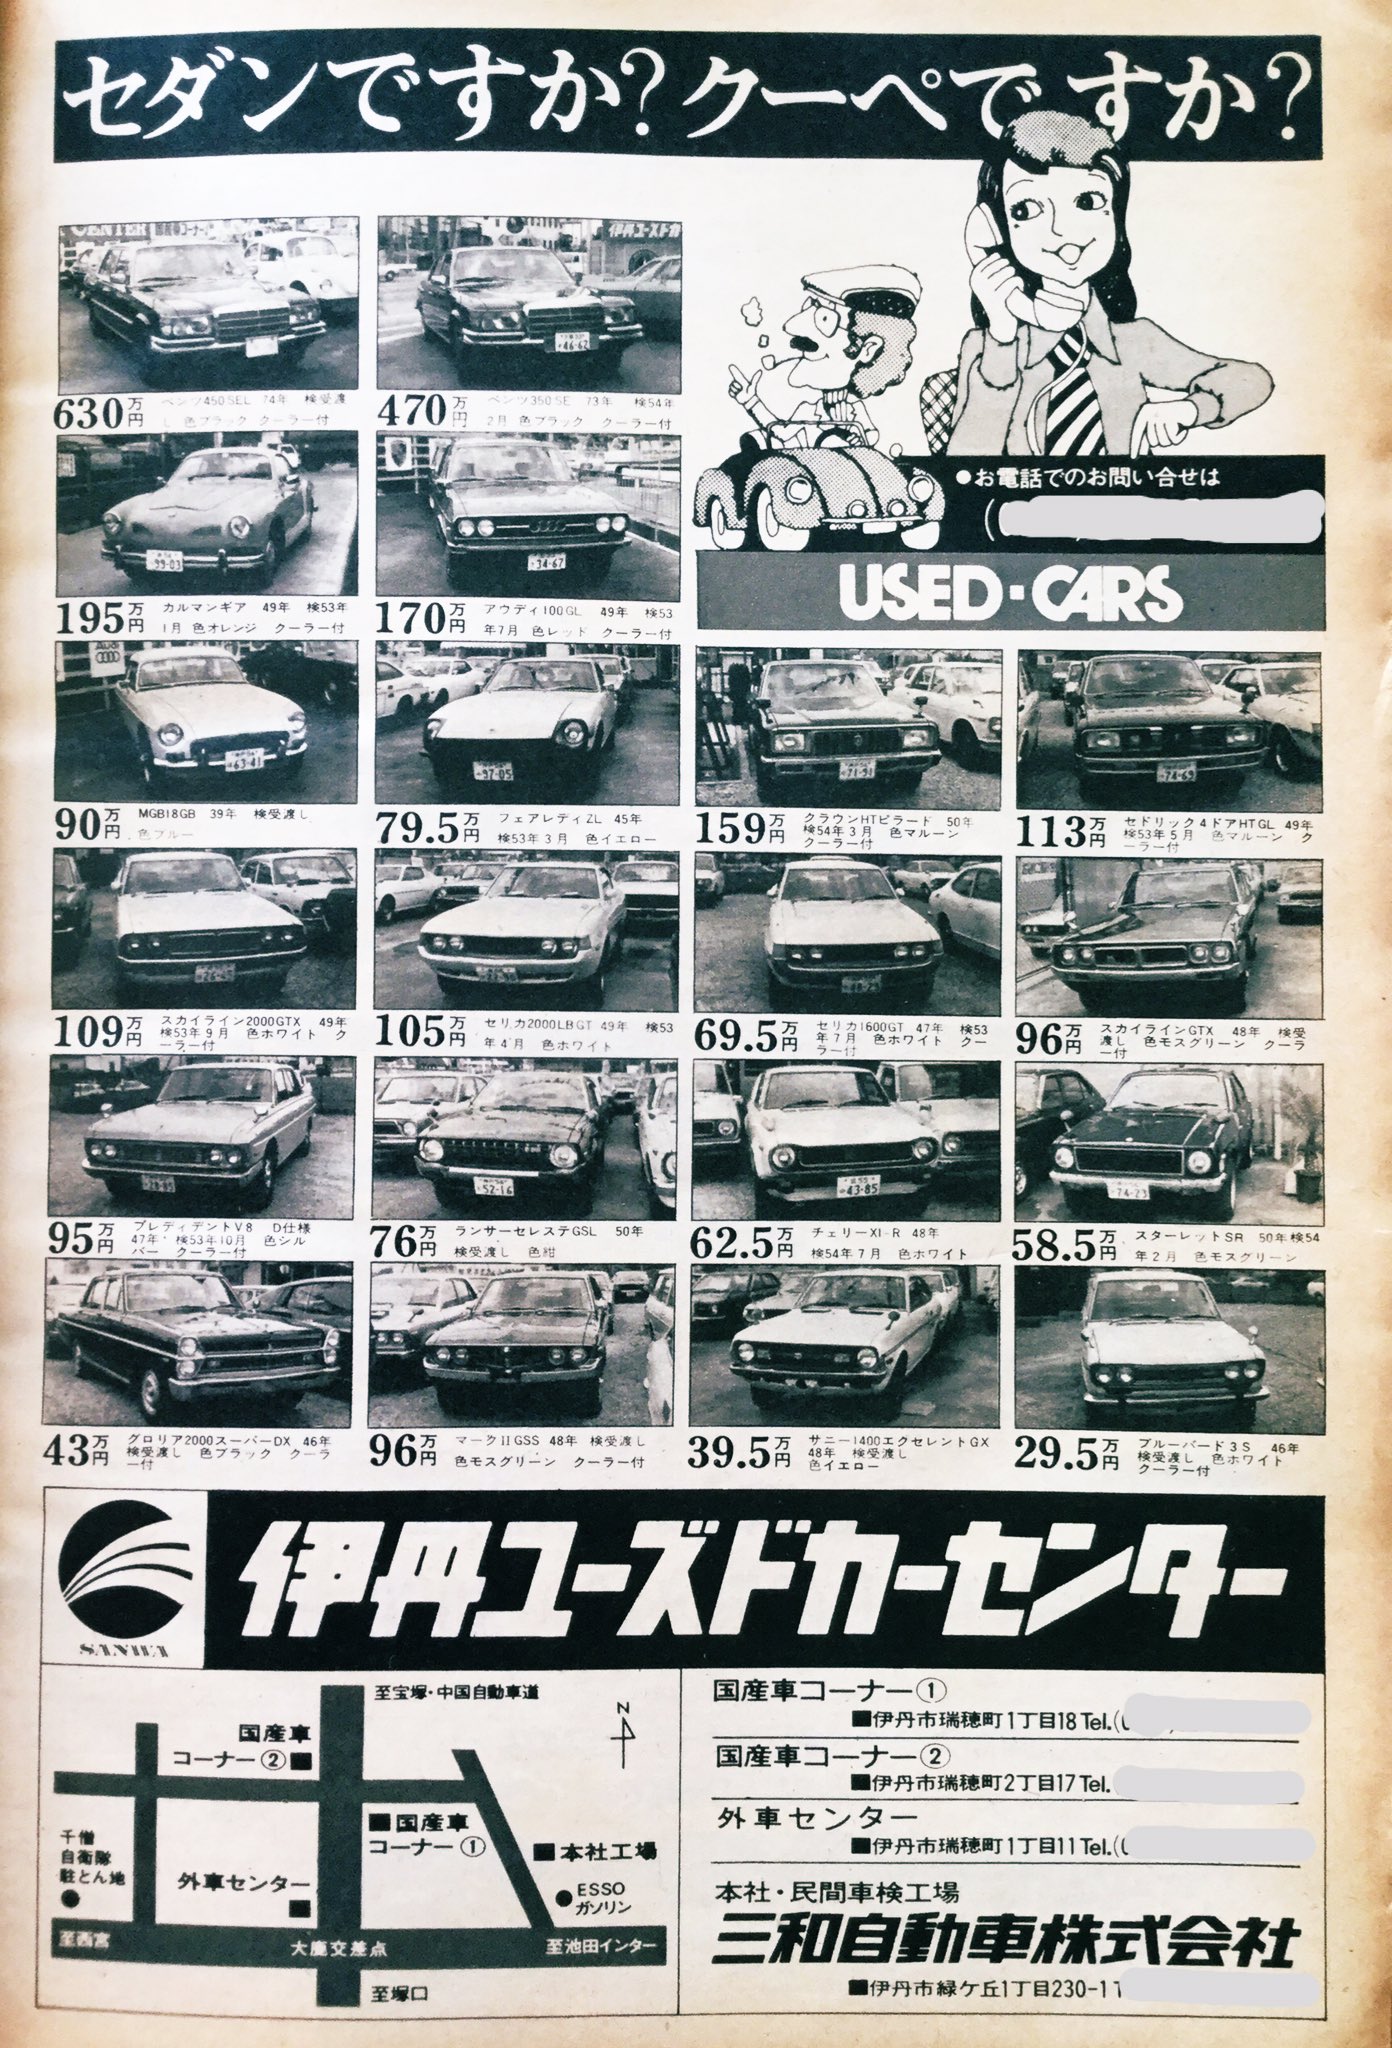 セダンですか?クーペですか?
630万円 ベンツ450SEL 74年 検受渡
し 色ブラック クーラー付
470万円 ベンツ350SE 73年 検54年
2月 色ブラック クーラー付
46-62
●お電話でのお問い合せは
USED・CARS
99-03
195万円 カルマンギア 49年 検53年
1月 色オレンジ クーラー付
34-67
170万円 アウディ100GL 49年 検53
年7月 色レッド クーラー付
63-41
90万円 MGB18GB 39年 検受渡し
色ブルー
97-05
79.5万円 フェアレディZL 45年
検53年3月 色イエロー
71-91
159万円 クラウンHTピラード 50年
検54年3月 色マルーン
クーラー付
74-69
113万円 セドリック4ドアHTGL 49年
検53年5月 色マルーン ク
ーラー付
109万円 スカイライン2000GTX 49年
検53年9月 色ホワイト ク
ーラー付
105万円 セリカ2000LBGT 49年 検53
年4月 色ホワイト
69.5万円 セリカ1600GT 47年 検53
年7月 色ホワイト クー
ラー付
96万円 スカイラインGTX 48年 検受
渡し 色モスグリーン クーラ
ー付
95万円 プレディデントV8 D仕様
47年 検53年10月 色シル
バー クーラー付
52-16
76万円 ランサーセレステGSL 50年
検受渡し 色紺
43-85
62.5万円 チェリーX1-R 48年
検54年7月 色ホワイト
74-23
58.5万円 スターレットSR 50年検54
年2月 色モスグリーン
43万円 グロリア2000スーパーDX 46年
検受渡し 色ブラック クーラ
ー付
96万円 マークIIGSS 48年 検受渡し
色モスグリーン クーラー付
39.5万円 サニー1400エクセレントGX
48年 検受渡し
色イエロー
29.5万円 ブルーバード3S 46年
検受渡し 色ホワイト
クーラー付
SANWA
伊丹ユーズドカーセンター
至宝塚・中国自動車道
N
国産車
コーナー②
国産車
コーナー①
千僧
自衛隊
駐とん地
外車センター
本社工場
ESSO
ガソリン
至西宮
大鹿交差点
至池田インター
至塚口
国産車コーナー①
■伊丹市瑞穂町1丁目18 Tel.(
国産車コーナー②
■伊丹市瑞穂町2丁目17 Tel.
外車センター
■伊丹市瑞穂町1丁目11 Tel.(
本社・民間車検工場
三和自動車株式会社
■伊丹市緑ケ丘1丁目230-1 T